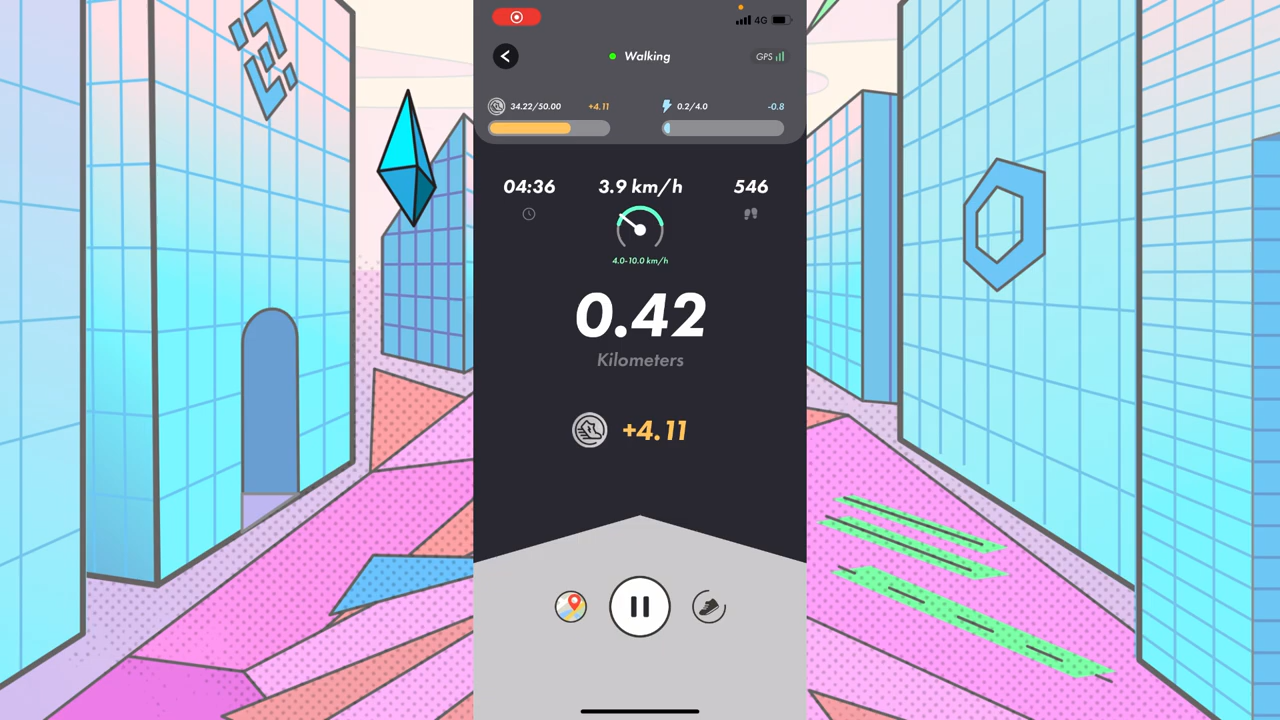 4G
Walking
GPS
34.22/50.00 +4.11 0.2/4.0 -0.8
04:36 3.9 km/h 546
4.0-10.0 km/h
0.42
Kilometers
+4.11